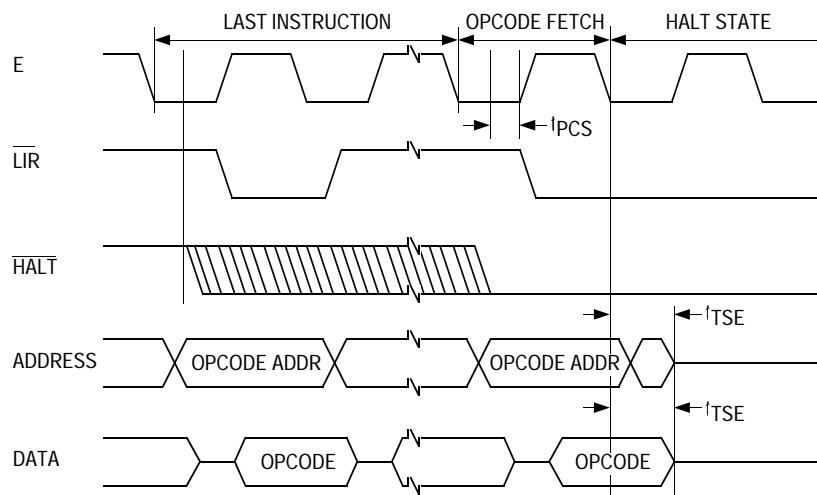 LAST INSTRUCTION OPCODE FETCH HALT STATE
E
tPCS
LIR
HALT
tTSE
ADDRESS OPCODE ADDR OPCODE ADDR
tTSE
DATA OPCODE OPCODE